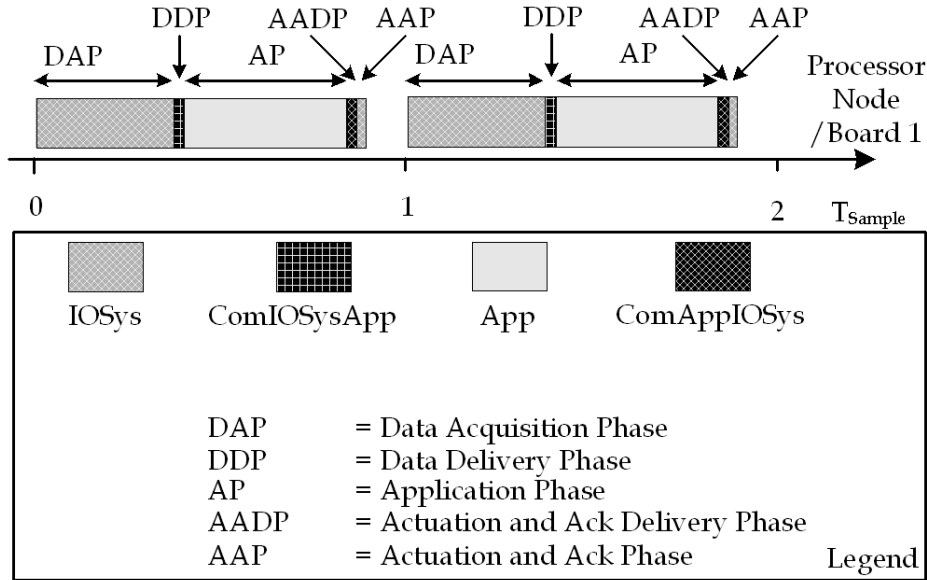 DDP AADP AAP DDP AADP AAP
DAP AP DAP AP
Processor
Node
/Board 1
0 1 2 TSample
IOSys ComIOSysApp App ComAppIOSys
DAP = Data Acquisition Phase
DDP = Data Delivery Phase
AP = Application Phase
AADP = Actuation and Ack Delivery Phase
AAP = Actuation and Ack Phase
Legend